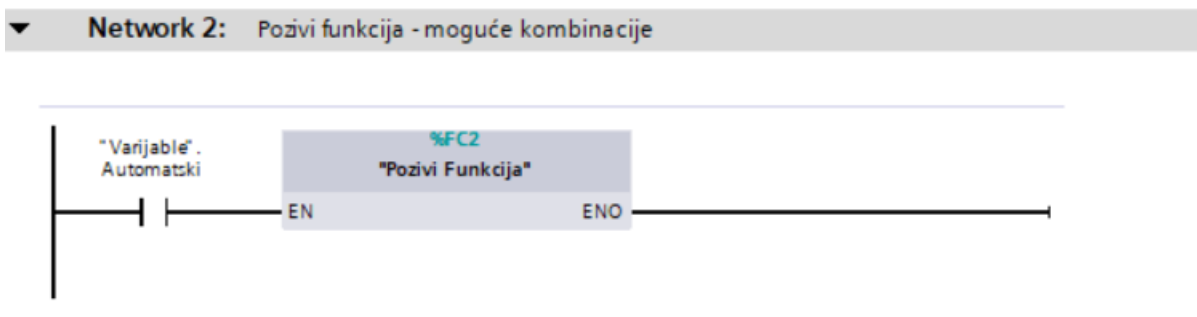 Network 2: Pozivi funkcija - moguće kombinacije
"Varijable".
Automatski
%FC2
"Pozivi Funkcija"
EN ENO